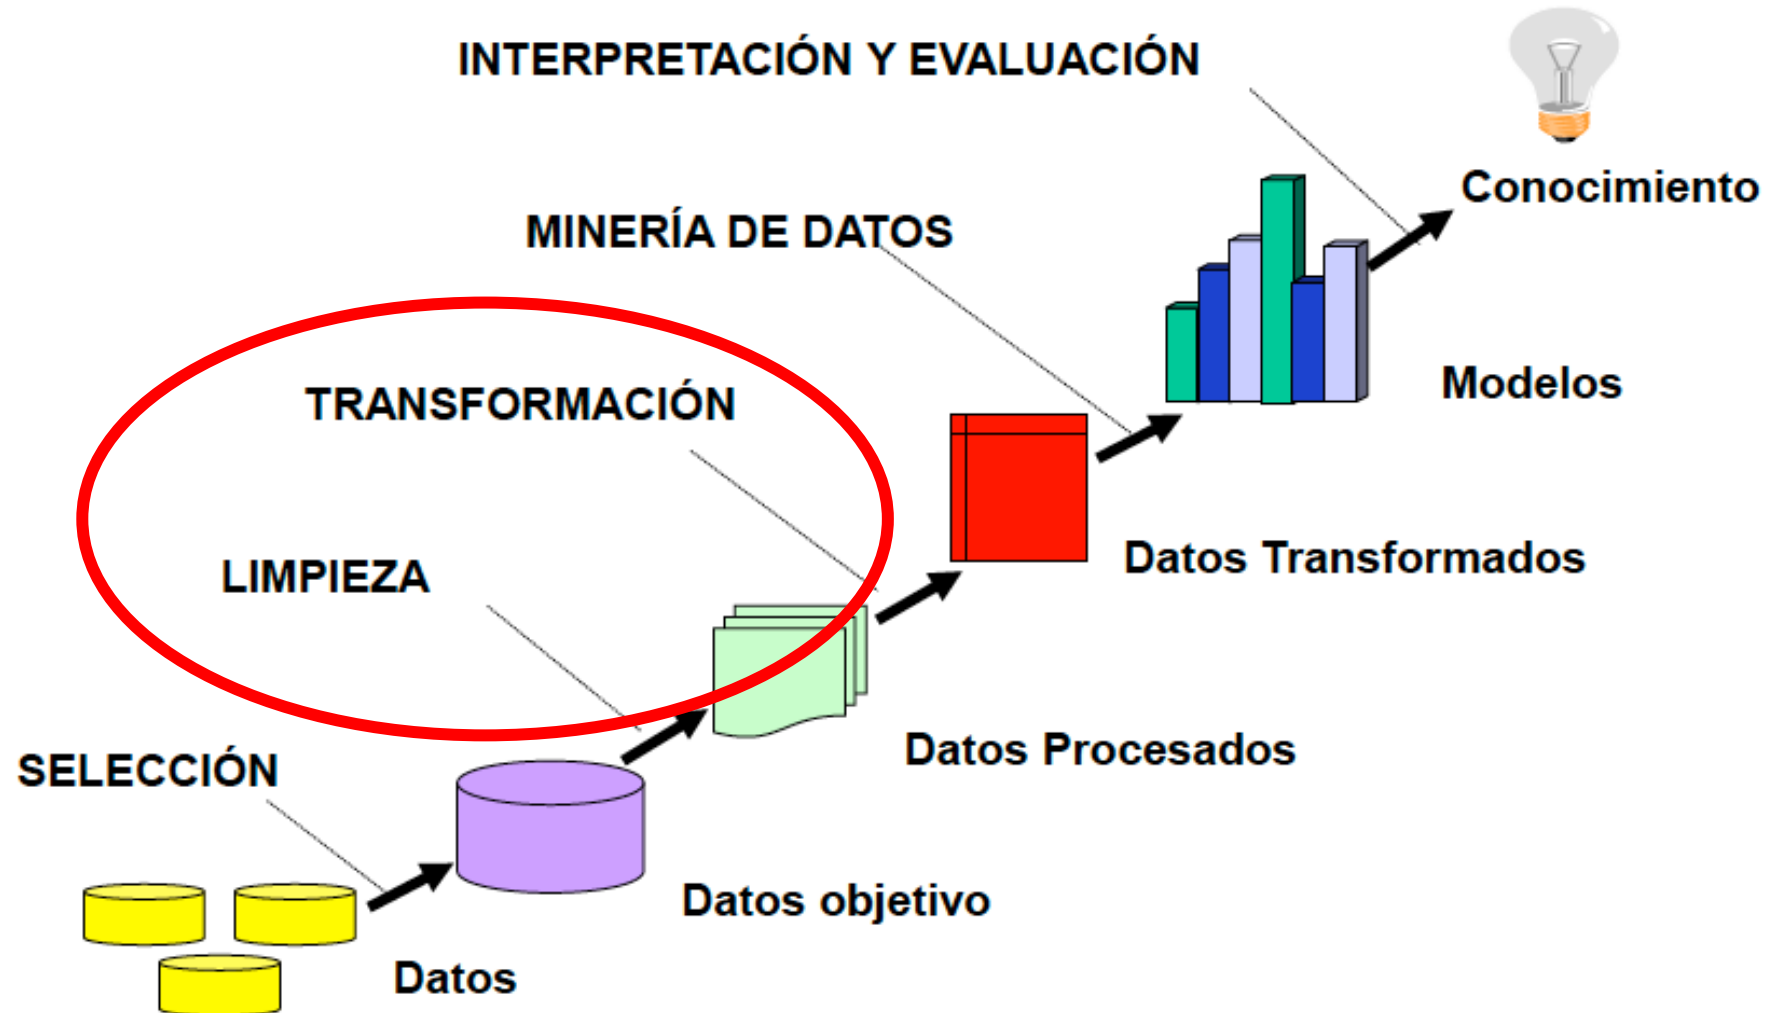 INTERPRETACIÓN Y EVALUACIÓN
Conocimiento
MINERÍA DE DATOS
Modelos
TRANSFORMACIÓN
Datos Transformados
LIMPIEZA
Datos Procesados
SELECCIÓN
Datos objetivo
Datos